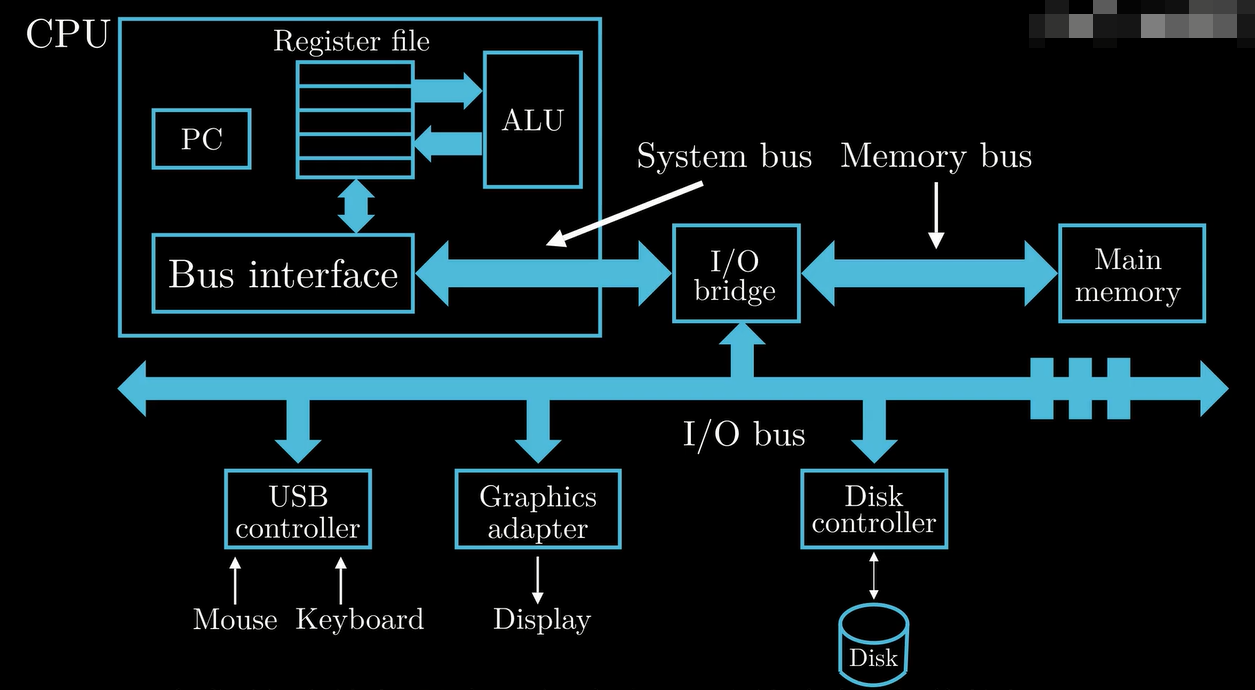 CPU
Register file
PC
ALU
System bus
Memory bus
Bus interface
I/O
bridge
Main
memory
I/O bus
USB
controller
Graphics
adapter
Disk
controller
Mouse
Keyboard
Display
Disk